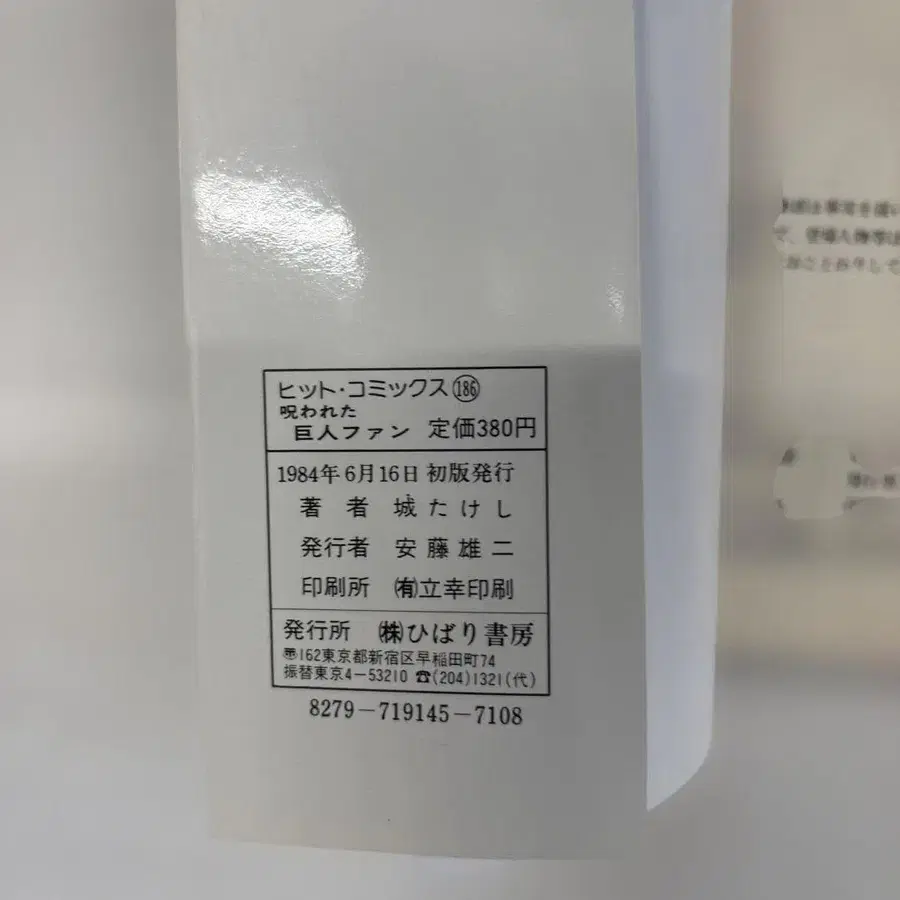 ヒット・コミックス 186
呪われた
巨人ファン 定価380円
1984年6月16日 初版発行
著者 城たけし
発行者 安藤雄二
印刷所 ㈲立幸印刷
発行所 ㈱ひばり書房
〠162東京都新宿区早稲田町74
振替東京4-53210 ☎(204)1321(代)
8279-719145-7108